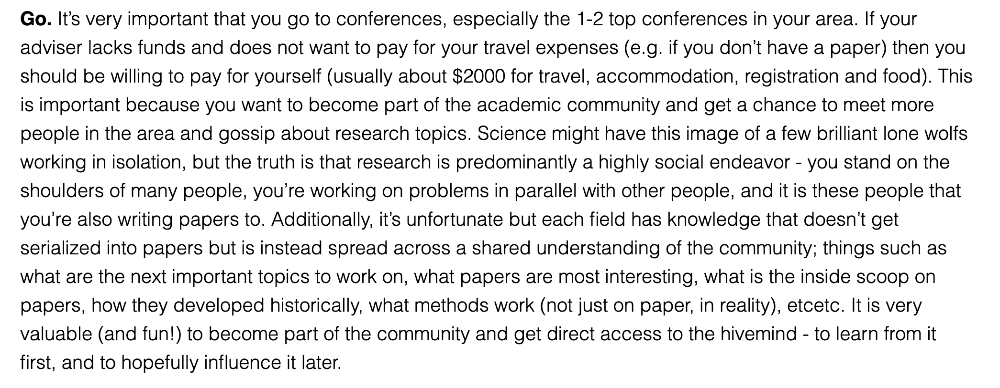 Go. It’s very important that you go to conferences, especially the 1-2 top conferences in your area. If your
adviser lacks funds and does not want to pay for your travel expenses (e.g. if you don’t have a paper) then you
should be willing to pay for yourself (usually about $2000 for travel, accommodation, registration and food). This
is important because you want to become part of the academic community and get a chance to meet more
people in the area and gossip about research topics. Science might have this image of a few brilliant lone wolfs
working in isolation, but the truth is that research is predominantly a highly social endeavor - you stand on the
shoulders of many people, you’re working on problems in parallel with other people, and it is these people that
you’re also writing papers to. Additionally, it’s unfortunate but each field has knowledge that doesn’t get
serialized into papers but is instead spread across a shared understanding of the community; things such as
what are the next important topics to work on, what papers are most interesting, what is the inside scoop on
papers, how they developed historically, what methods work (not just on paper, in reality), etcetc. It is very
valuable (and fun!) to become part of the community and get direct access to the hivemind - to learn from it
first, and to hopefully influence it later.